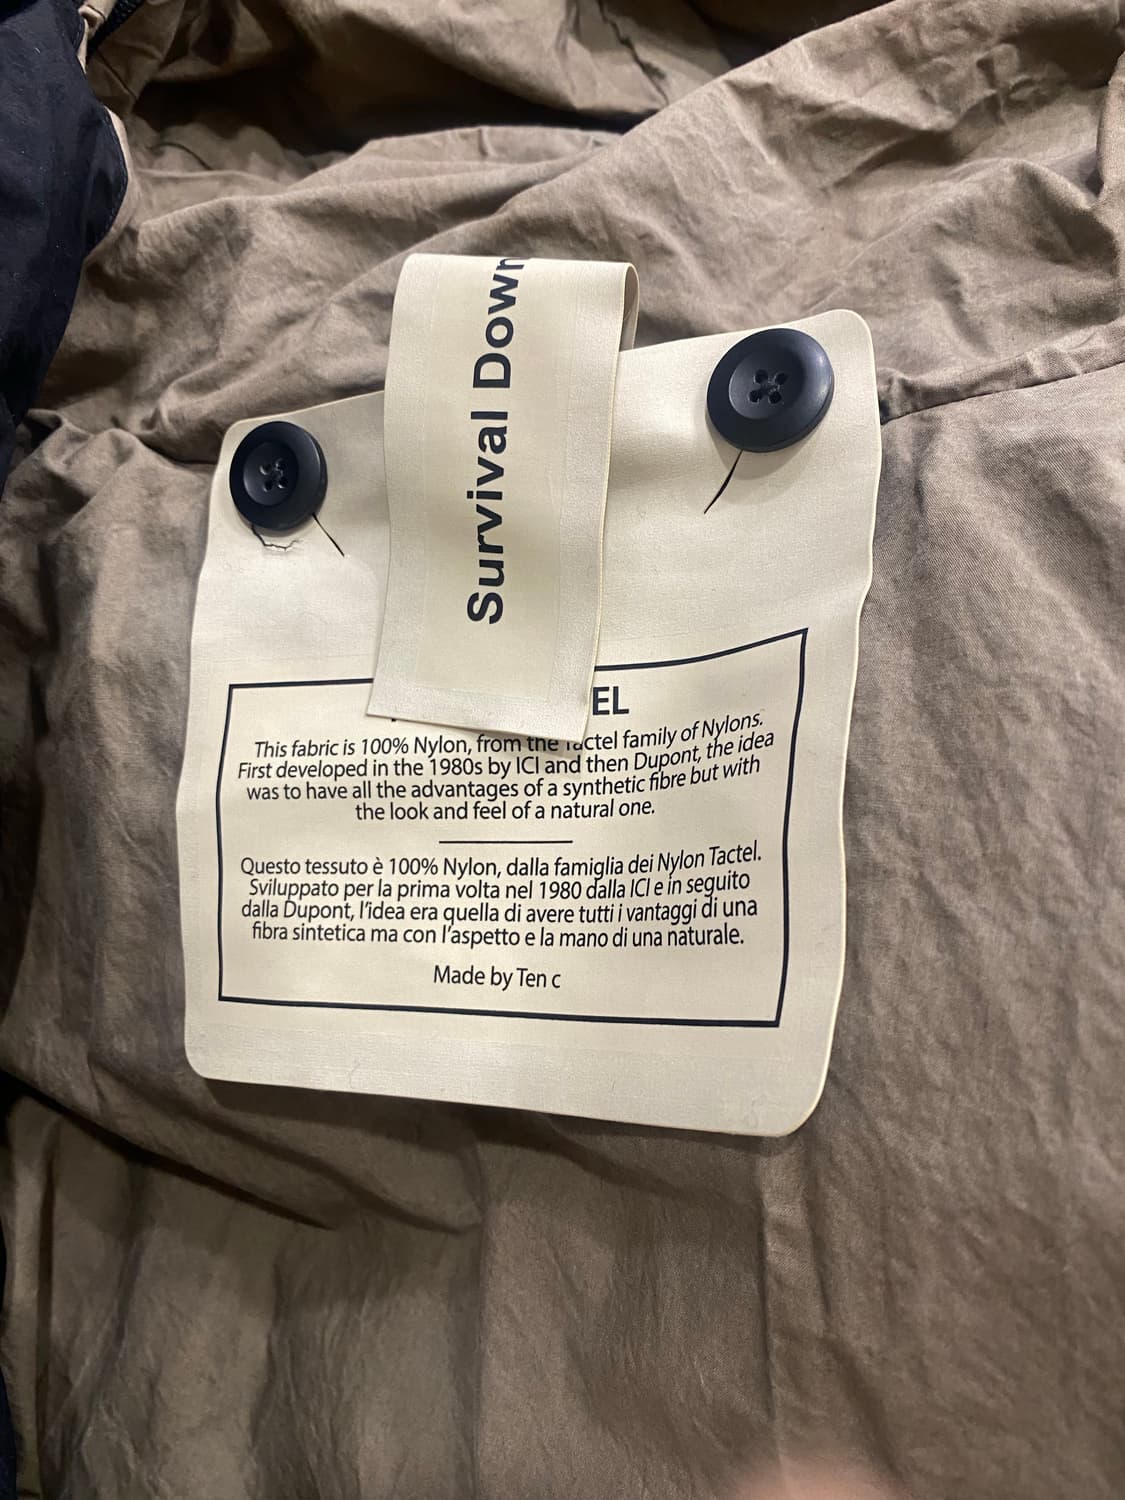 Survival Down
EL
This fabric is 100% Nylon, from the Tactel family of Nylons.
First developed in the 1980s by ICI and then Dupont, the idea
was to have all the advantages of a synthetic fibre but with
the look and feel of a natural one.
Questo tessuto è 100% Nylon, dalla famiglia dei Nylon Tactel.
Sviluppato per la prima volta nel 1980 dalla ICI e in seguito
dalla Dupont, l'idea era quella di avere tutti i vantaggi di una
fibra sintetica ma con l'aspetto e la mano di una naturale.
Made by Ten c